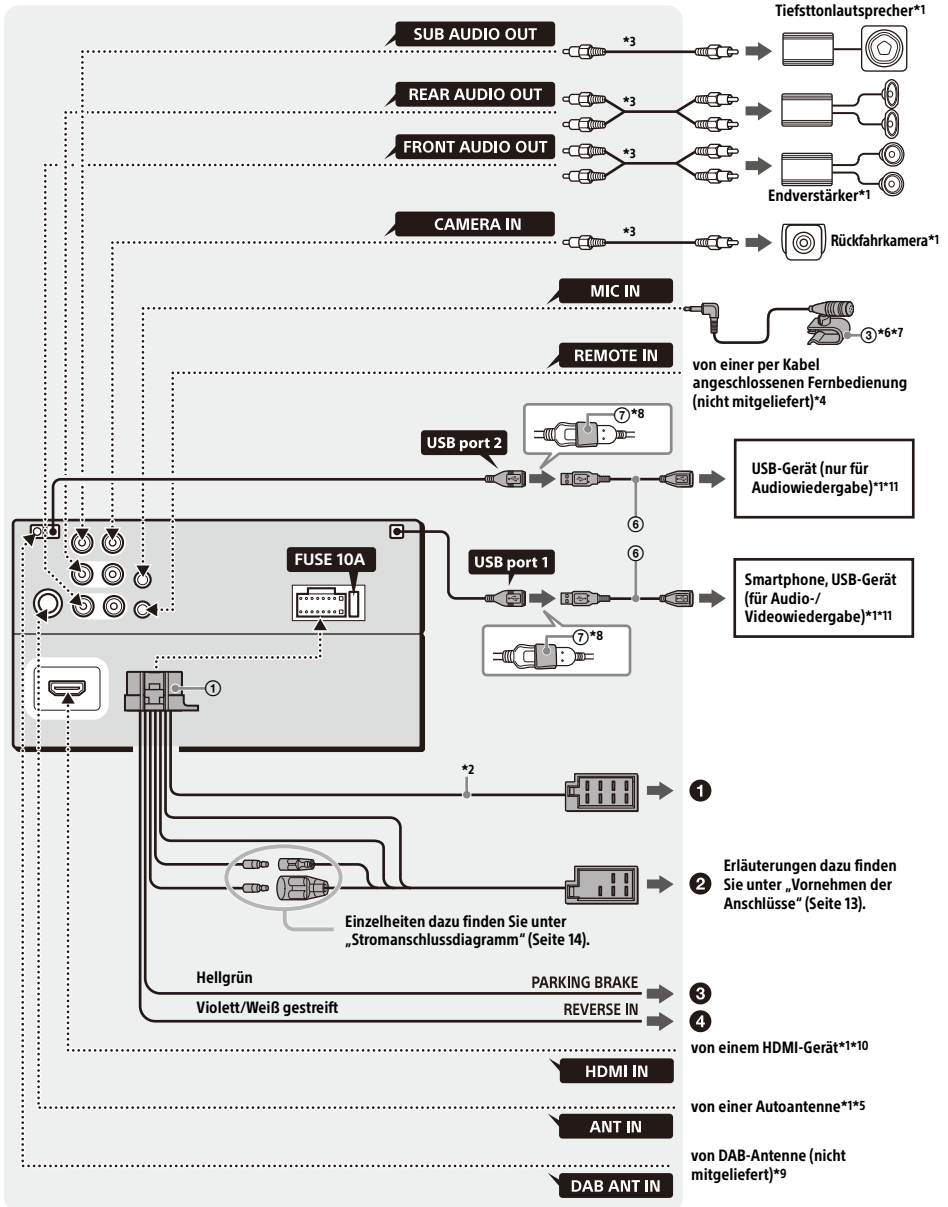 Tiefsttonlautsprecher*1
SUB AUDIO OUT
*3
REAR AUDIO OUT
*3
FRONT AUDIO OUT
*3
Endverstärker*1
CAMERA IN
*3
Rückfahrkamera*1
MIC IN
③*6*7
REMOTE IN
von einer per Kabel
angeschlossenen Fernbedienung
(nicht mitgeliefert)*4
⑦*8
USB port 2
USB-Gerät (nur für
Audiowiedergabe)*1*11
⑥
⑥
FUSE 10A
USB port 1
Smartphone, USB-Gerät
(für Audio-/
Videowiedergabe)*1*11
⑦*8
①
*2
❶
❷
Erläuterungen dazu finden
Sie unter „Vornehmen der
Anschlüsse“ (Seite 13).
Einzelheiten dazu finden Sie unter
„Stromanschlussdiagramm“ (Seite 14).
Hellgrün
PARKING BRAKE
❸
Violett/Weiß gestreift
REVERSE IN
❹
von einem HDMI-Gerät*1*10
HDMI IN
von einer Autoantenne*1*5
ANT IN
von DAB-Antenne (nicht
mitgeliefert)*9
DAB ANT IN